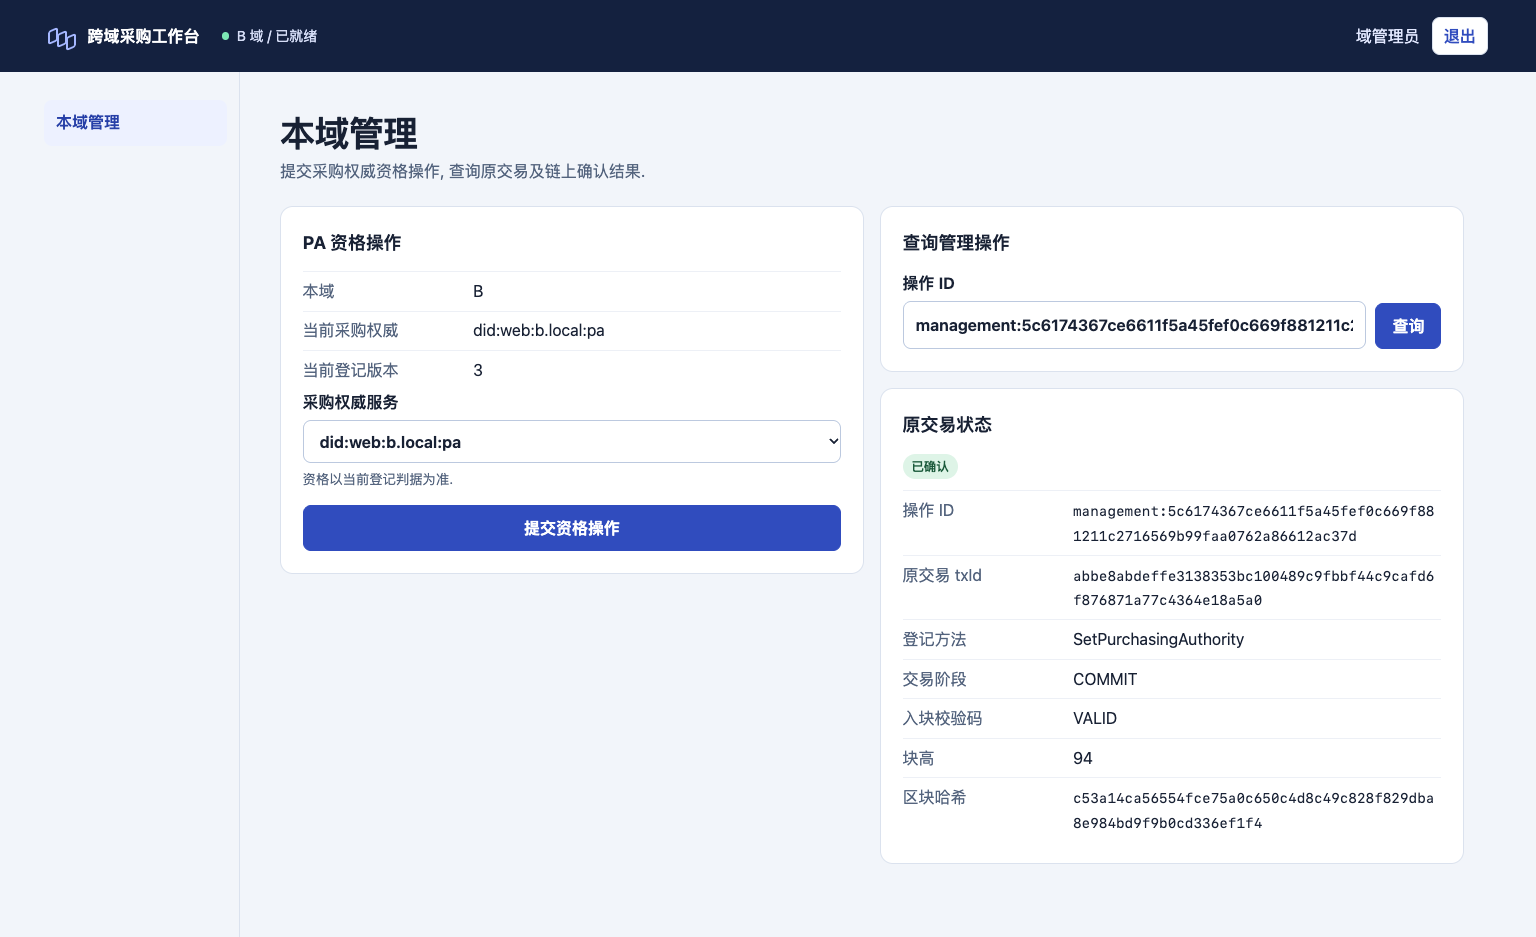 跨域采购工作台
B 域 / 已就绪
域管理员
退出
本域管理
本域管理
提交采购权威资格操作, 查询原交易及链上确认结果.
PA 资格操作
本域 B
当前采购权威 did:web:b.local:pa
当前登记版本 3
采购权威服务
did:web:b.local:pa
资格以当前登记判据为准.
提交资格操作
查询管理操作
操作 ID
management:5c6174367ce6611f5a45fef0c669f881211c2
查询
原交易状态
已确认
操作 ID management:5c6174367ce6611f5a45fef0c669f88
1211c2716569b99faa0762a86612ac37d
原交易 txId abbe8abdeffe3138353bc100489c9fbbf44c9cafd6
f876871a77c4364e18a5a0
登记方法 SetPurchasingAuthority
交易阶段 COMMIT
入块校验码 VALID
块高 94
区块哈希 c53a14ca56554fce75a0c650c4d8c49c828f829dba
8e984bd9f9b0cd336ef1f4